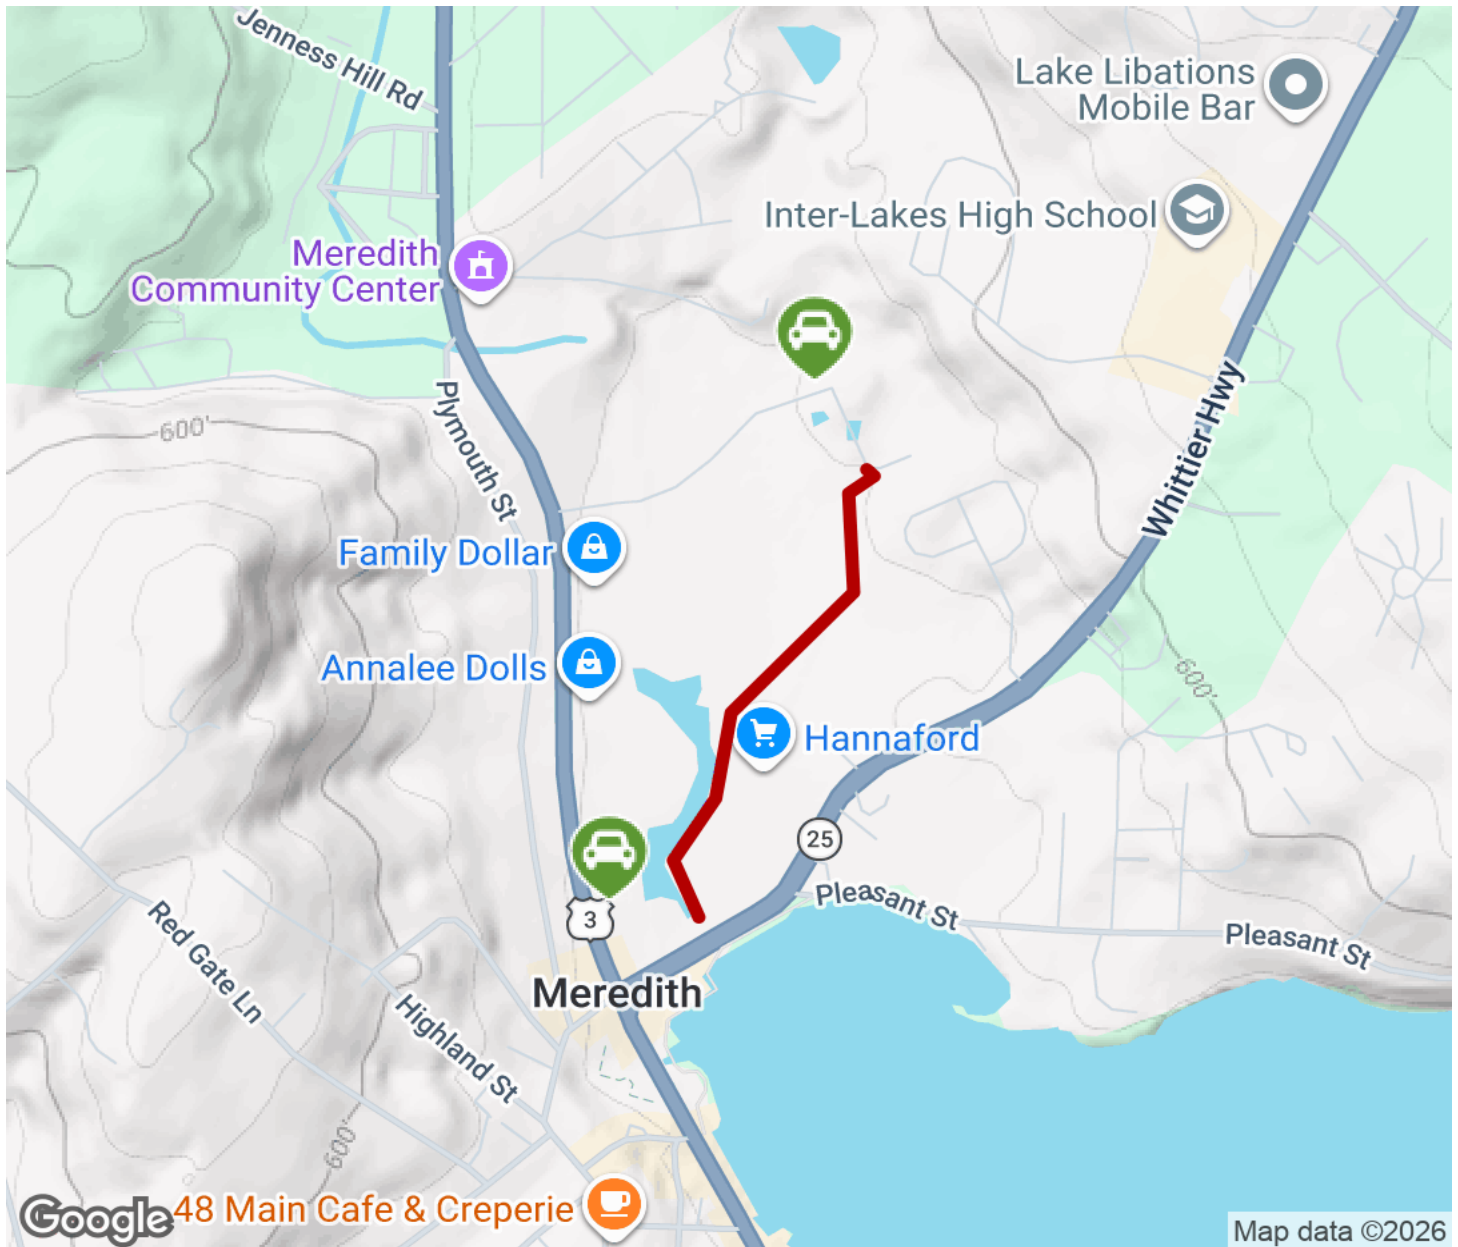 Jenness Hill Rd
Lake Libations
Mobile Bar
Inter-Lakes High School
Meredith
Community Center
Plymouth St
Whittier Hwy
600'
Family Dollar
Annalee Dolls
600'
Hannaford
25
Pleasant St
Pleasant St
3
Red Gate Ln
Meredith
Highland St
600'
48 Main Cafe & Creperie
Google
Map data ©2026